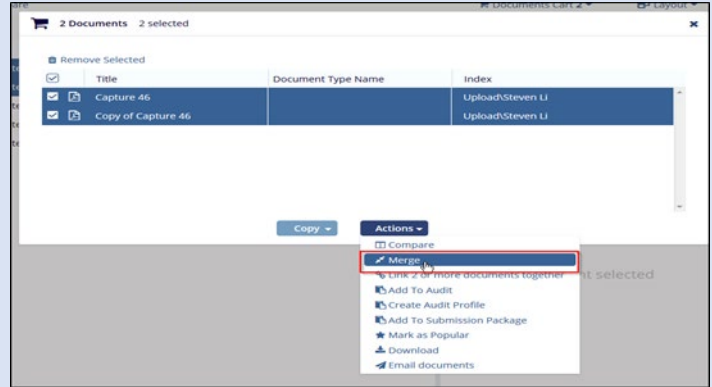 are
Documents Cart 2
Layout
2 Documents 2 selected
Remove Selected
Title Document Type Name Index
Capture 46 Upload\Steven Li
Copy of Capture 46 Upload\Steven Li
Copy Actions
Compare
Merge
Link 2 or more documents together
nt selected
Add To Audit
Create Audit Profile
Add To Submission Package
Mark as Popular
Download
Email documents